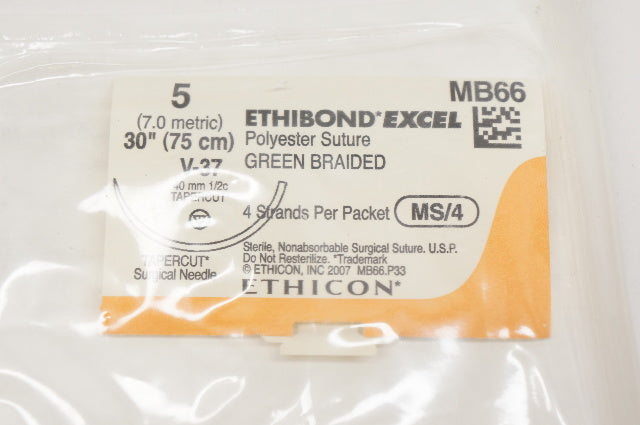 5
(7.0 metric)
30" (75 cm)
V-37
40 mm 1/2c
TAPERCUT
TAPERCUT*
Surgical Needle
MB66
ETHIBOND*EXCEL
Polyester Suture
GREEN BRAIDED
4 Strands Per Packet MS/4
Sterile, Nonabsorbable Surgical Suture. U.S.P.
Do Not Resterilize. *Trademark
© ETHICON, INC 2007 MB66.P33
ETHICON*